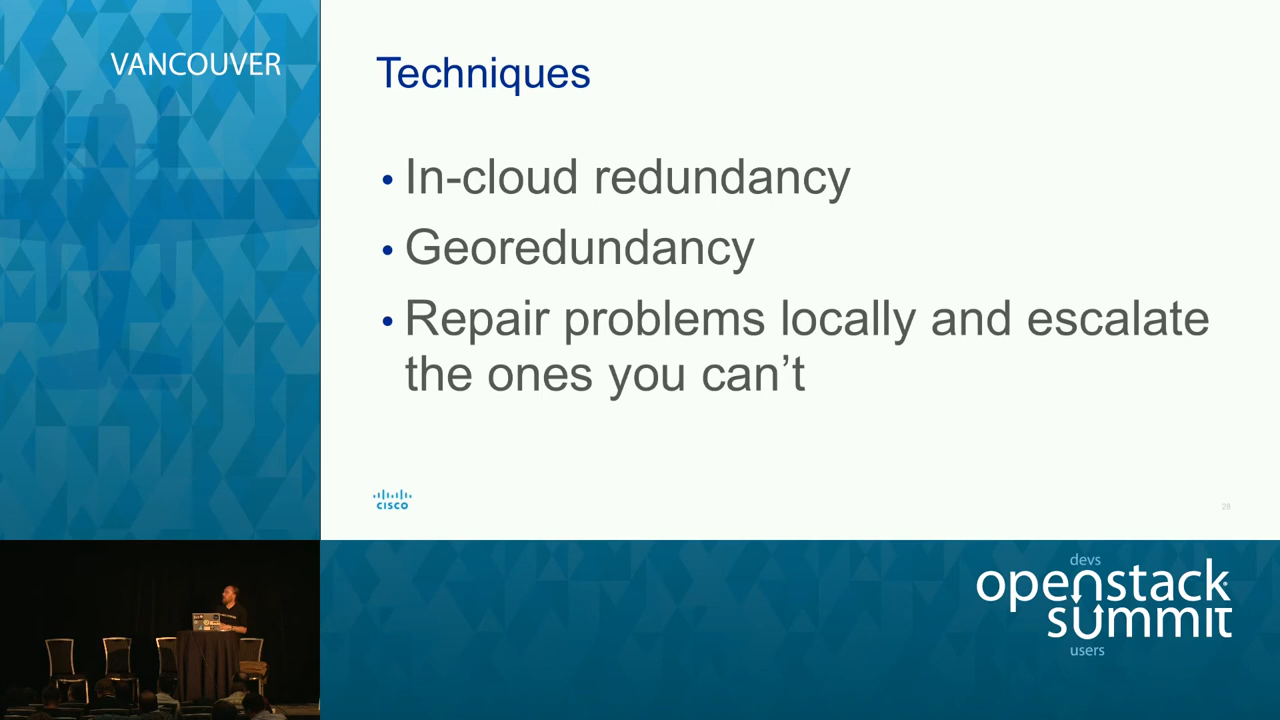 VANCOUVER
Techniques
• In-cloud redundancy
• Georedundancy
• Repair problems locally and escalate
the ones you can’t
CISCO
28
devs
openstack
summit
users